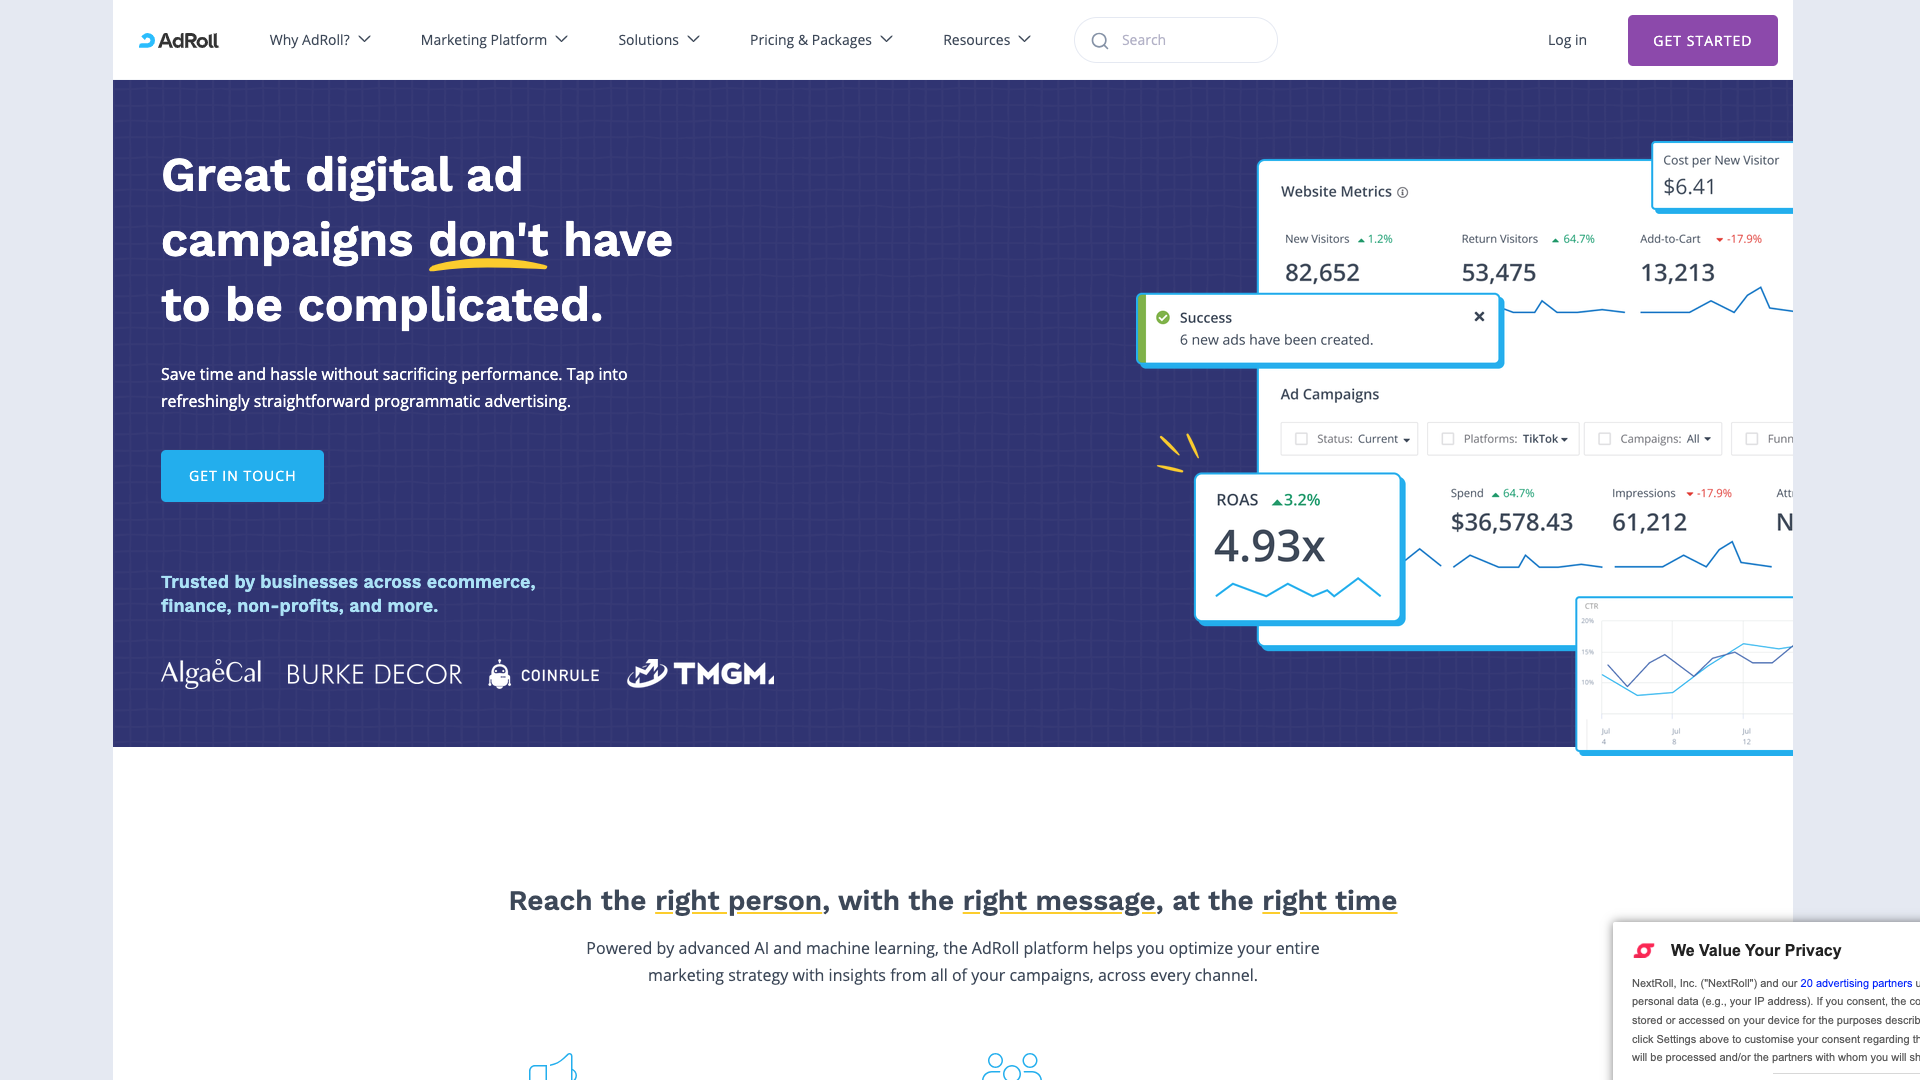 AdRoll
Why AdRoll?
Marketing Platform
Solutions
Pricing & Packages
Resources
Search
Log in
GET STARTED
Great digital ad
campaigns don't have
to be complicated.
Save time and hassle without sacrificing performance. Tap into
refreshingly straightforward programmatic advertising.
GET IN TOUCH
Trusted by businesses across ecommerce,
finance, non-profits, and more.
AlgaeCal
BURKE DECOR
COINRULE
TMGM
Cost per New Visitor
$6.41
Website Metrics
New Visitors 1.2%
82,652
Return Visitors 64.7%
53,475
Add-to-Cart -17.9%
13,213
Success
6 new ads have been created.
Ad Campaigns
Status: Current
Platforms: TikTok
Campaigns: All
Funn
ROAS 3.2%
4.93x
Spend 64.7%
$36,578.43
Impressions -17.9%
61,212
Att
N
CTR
20%
15%
10%
Jul
4
Jul
8
Jul
12
Reach the right person, with the right message, at the right time
Powered by advanced AI and machine learning, the AdRoll platform helps you optimize your entire
marketing strategy with insights from all of your campaigns, across every channel.
We Value Your Privacy
NextRoll, Inc. ("NextRoll") and our 20 advertising partners u
personal data (e.g., your IP address). If you consent, the co
stored or accessed on your device for the purposes describ
click Settings above to customise your consent regarding th
will be processed and/or the partners with whom you will sh